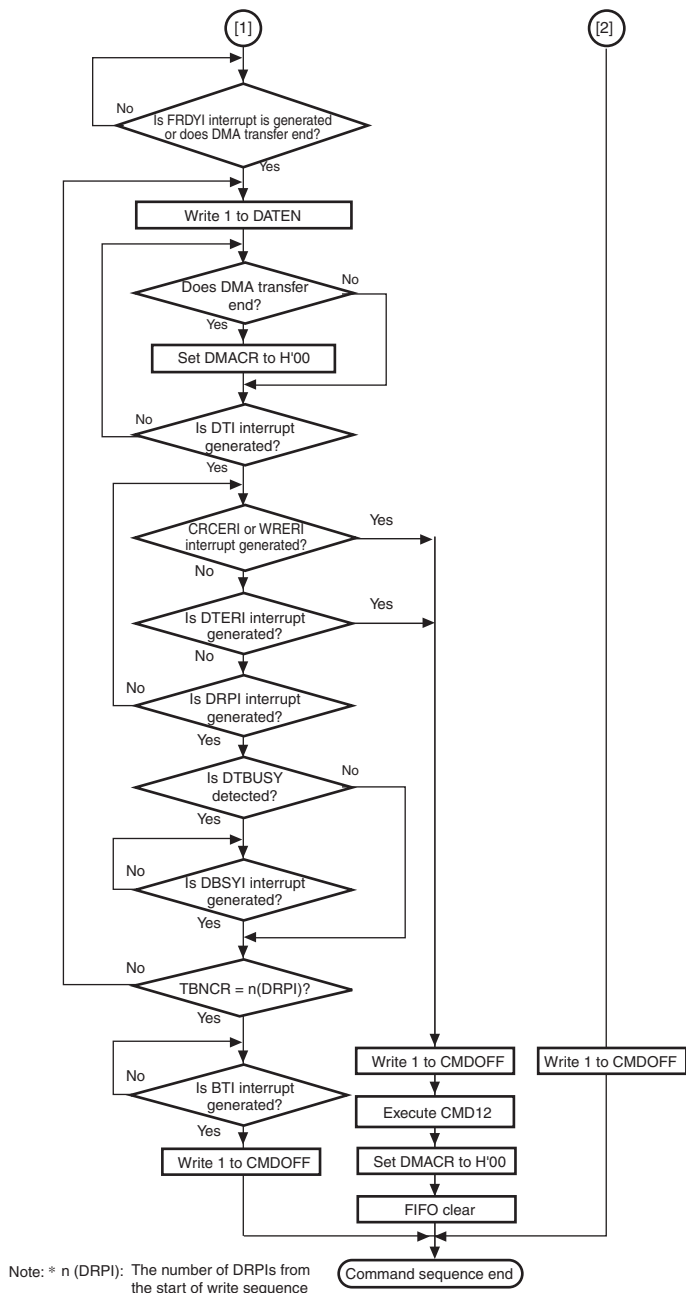 [1]
[2]
No
Is FRDYI interrupt is generated
or does DMA transfer end?
Yes
Write 1 to DATEN
Does DMA transfer
end?
No
Yes
Set DMACR to H'00
No
Is DTI interrupt
generated?
Yes
CRCERI or WRERI
interrupt generated?
Yes
No
Is DTERI interrupt
generated?
Yes
No
No
Is DRPI interrupt
generated?
Yes
Is DTBUSY
detected?
No
Yes
No
Is DBSYI interrupt
generated?
Yes
No
TBNCR = n(DRPI)?
Yes
No
Is BTI interrupt
generated?
Yes
Write 1 to CMDOFF
Write 1 to CMDOFF
Execute CMD12
Set DMACR to H'00
FIFO clear
Write 1 to CMDOFF
Command sequence end
Note: * n (DRPI): The number of DRPIs from
the start of write sequence